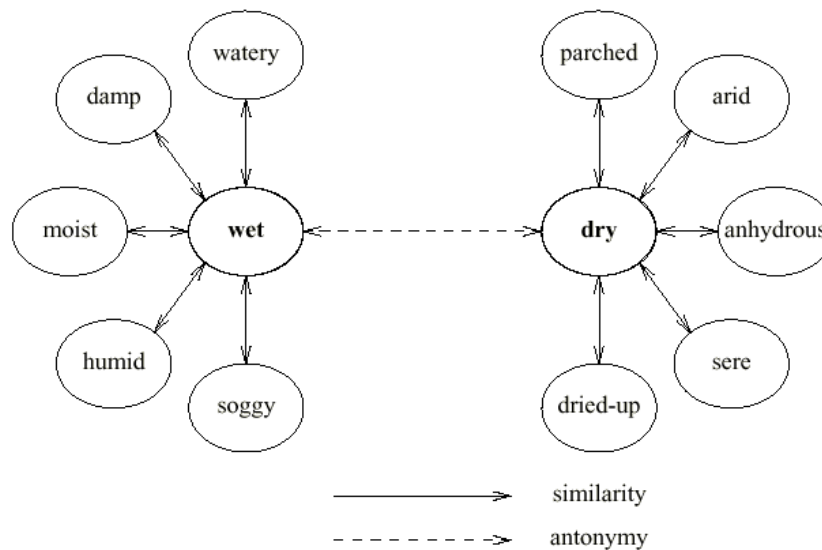 watery
parched
damp
arid
moist
wet
dry
anhydrous
humid
sere
soggy
dried-up
similarity
antonymy